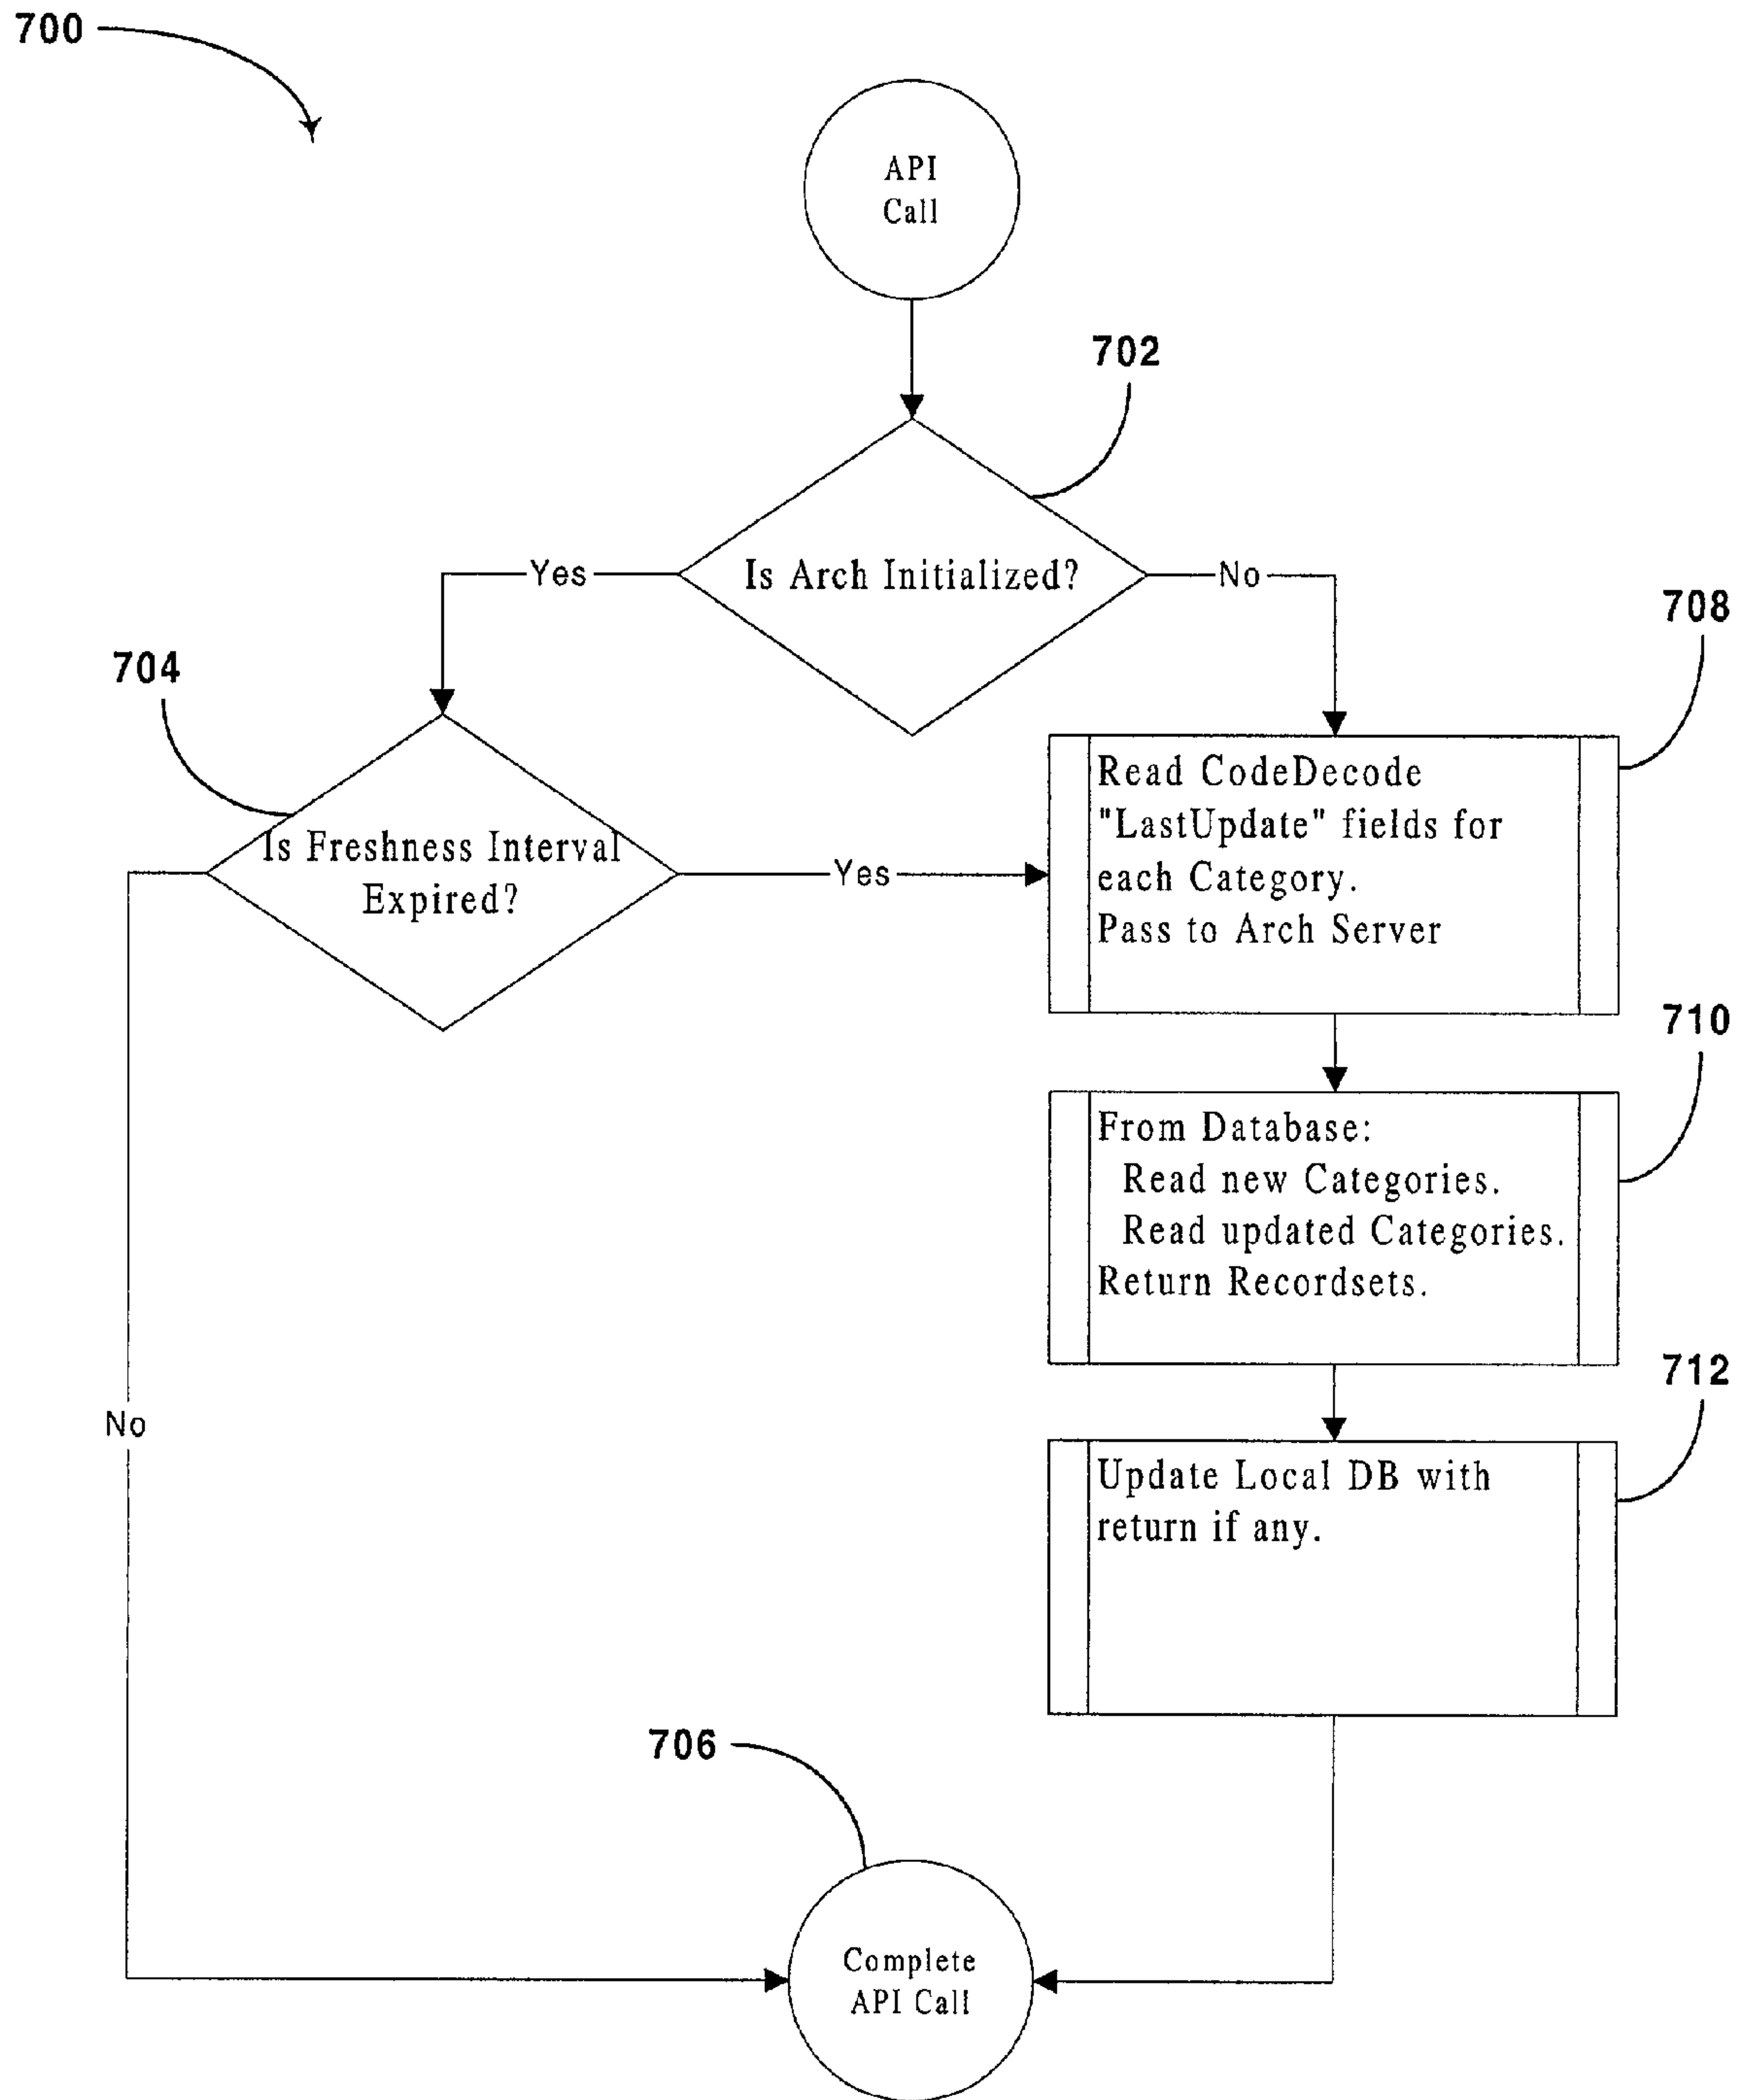 700
API
Call
702
Is Arch Initialized?
Yes
No
708
704
Read CodeDecode
"LastUpdate" fields for
each Category.
Pass to Arch Server
Is Freshness Interval
Expired?
Yes
710
From Database:
Read new Categories.
Read updated Categories.
Return Recordsets.
712
No
Update Local DB with
return if any.
706
Complete
API Call